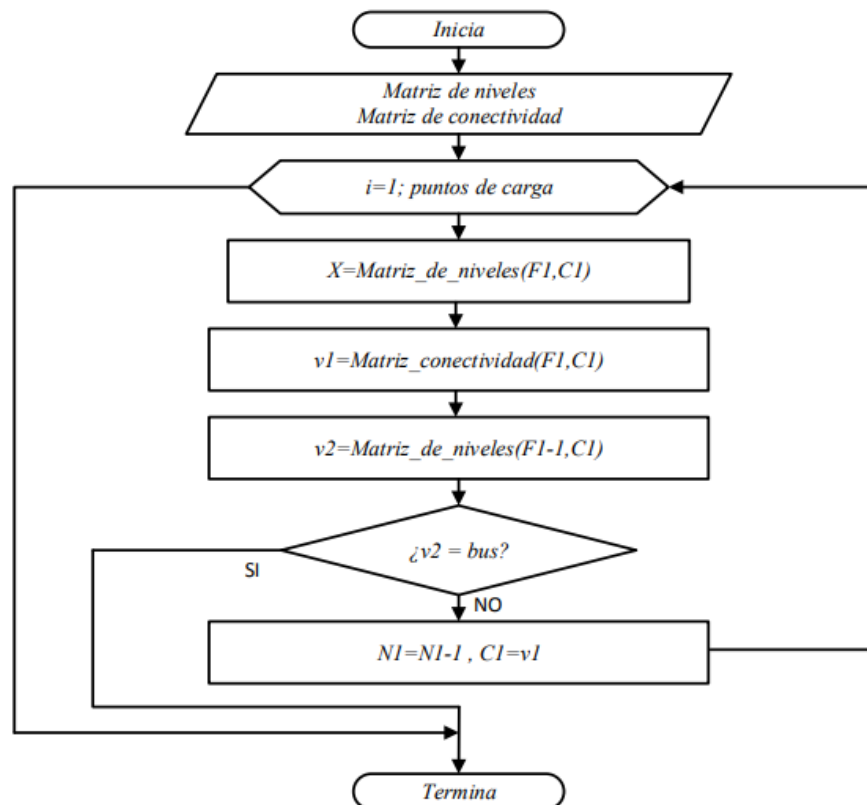 Inicia
Matriz de niveles
Matriz de conectividad
i=1; puntos de carga
X=Matriz_de_niveles(F1,C1)
v1=Matriz_conectividad(F1,C1)
v2=Matriz_de_niveles(F1-1,C1)
¿v2 = bus?
SI
NO
N1=N1-1 , C1=v1
Termina